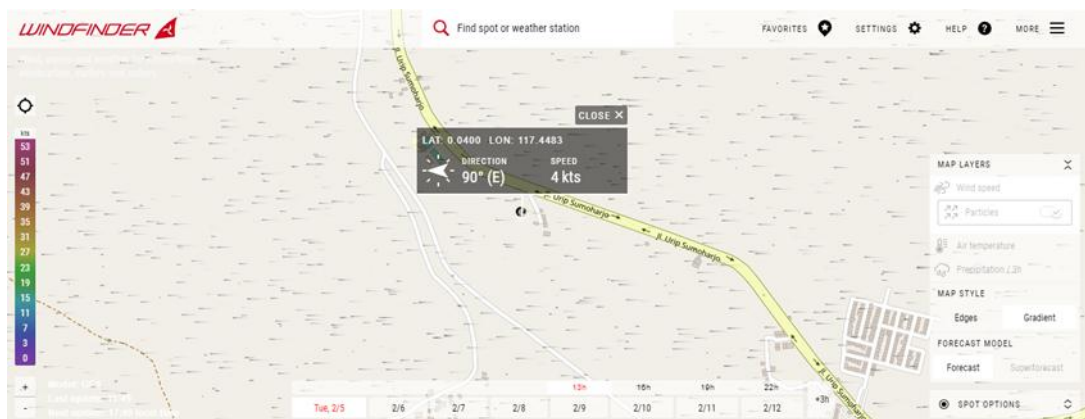 WINDFINDER
Find spot or weather station
FAVORITES
SETTINGS
HELP ?
MORE
Jl. Urip Sumoharjo
CLOSE ×
LAT: 0.0400 LON: 117.4483
DIRECTION
90° (E)
SPEED
4 kts
Urip Sumoharjo
Jl. Urip Sumoharjo
Jl. Urip Sumoharjo
kts
53
51
47
43
39
35
31
27
23
19
15
11
7
3
0
+
-
MAP LAYERS
Wind speed
Particles
Air temperature
Precipitation / 3h
MAP STYLE
Edges
Gradient
FORECAST MODEL
Forecast
Superforecast
SPOT OPTIONS
13h
16h
19h
22h
+3h
Tue, 2/5
2/6
2/7
2/8
2/9
2/10
2/11
2/12